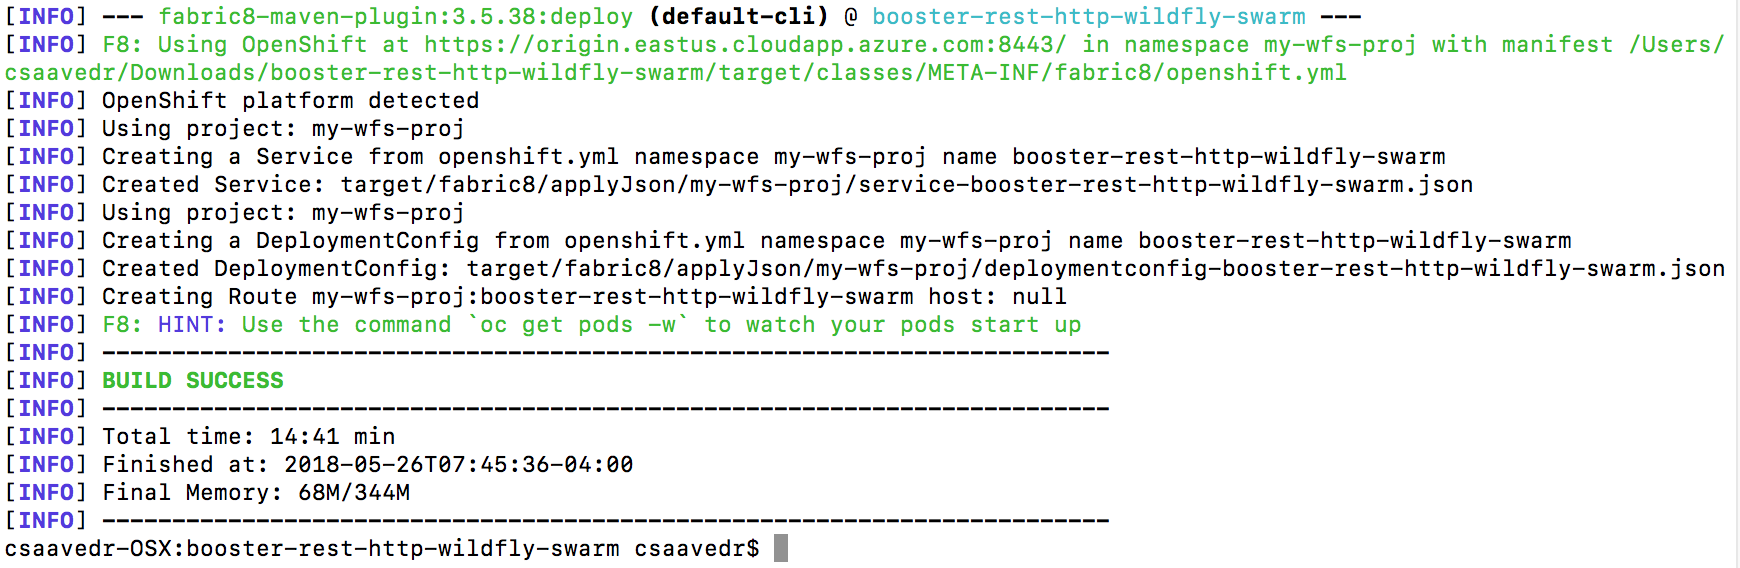 [INFO] --- fabric8-maven-plugin:3.5.38:deploy (default-cli) @ booster-rest-http-wildfly-swarm ---
[INFO] F8: Using OpenShift at https://origin.eastus.cloudapp.azure.com:8443/ in namespace my-wfs-proj with manifest /Users/
csaavedr/Downloads/booster-rest-http-wildfly-swarm/target/classes/META-INF/fabric8/openshift.yml
[INFO] OpenShift platform detected
[INFO] Using project: my-wfs-proj
[INFO] Creating a Service from openshift.yml namespace my-wfs-proj name booster-rest-http-wildfly-swarm
[INFO] Created Service: target/fabric8/applyJson/my-wfs-proj/service-booster-rest-http-wildfly-swarm.json
[INFO] Using project: my-wfs-proj
[INFO] Creating a DeploymentConfig from openshift.yml namespace my-wfs-proj name booster-rest-http-wildfly-swarm
[INFO] Created DeploymentConfig: target/fabric8/applyJson/my-wfs-proj/deploymentconfig-booster-rest-http-wildfly-swarm.json
[INFO] Creating Route my-wfs-proj:booster-rest-http-wildfly-swarm host: null
[INFO] F8: HINT: Use the command `oc get pods -w` to watch your pods start up
[INFO] ------------------------------------------------------------------------
[INFO] BUILD SUCCESS
[INFO] ------------------------------------------------------------------------
[INFO] Total time: 14:41 min
[INFO] Finished at: 2018-05-26T07:45:36-04:00
[INFO] Final Memory: 68M/344M
[INFO] ------------------------------------------------------------------------
csaavedr-OSX:booster-rest-http-wildfly-swarm csaavedr$